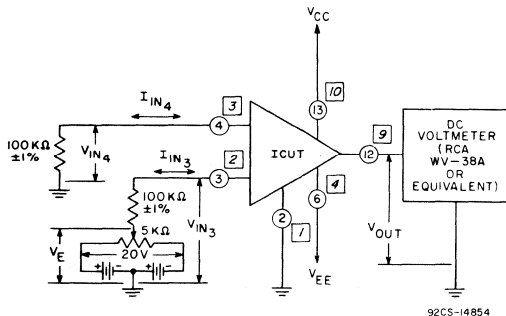 VCC
IIN4
3
10
4
13
100KΩ
±1%
VIN4
IIN3
2
ICUT
9
3
12
DC
VOLTMETER
(RCA
WV-38A
OR
EQUIVALENT)
100KΩ
±1%
4
6
2
1
VIN3
5KΩ
VE
20V
+ - + -
VEE
VOUT
92CS-14854